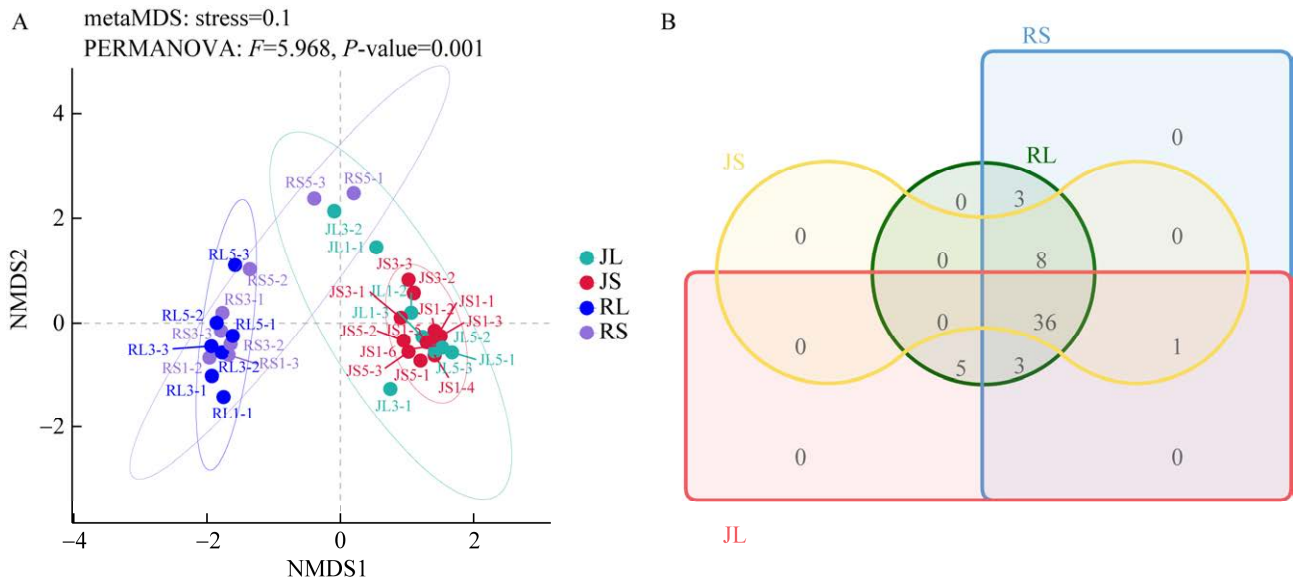 A
metaMDS: stress=0.1
PERMANOVA: F=5.968, P-value=0.001
4
2
0
−2
−4
−2
0
2
NMDS2
NMDS1
RS5-3
RS5-1
JL3-2
JL1-1
RL5-3
RS5-2
RS3-1
RL5-2
RL5-1
RS3-3
RS3-2
RL3-3
RL3-2
RS1-3
RS1-2
RL3-1
RL1-1
JS3-3
JS3-2
JS3-1
JL1-2
JS1-1
JL1-3
JS1-2
JS1-3
JS5-2
JS1-5
JL5-2
JS1-6
JL5-1
JS5-3
JL5-3
JS5-1
JS1-4
JL3-1
JL
JS
RL
RS
B
RS
0
JS
RL
0
3
0
0
8
0
0
36
0
1
5
3
0
0
JL